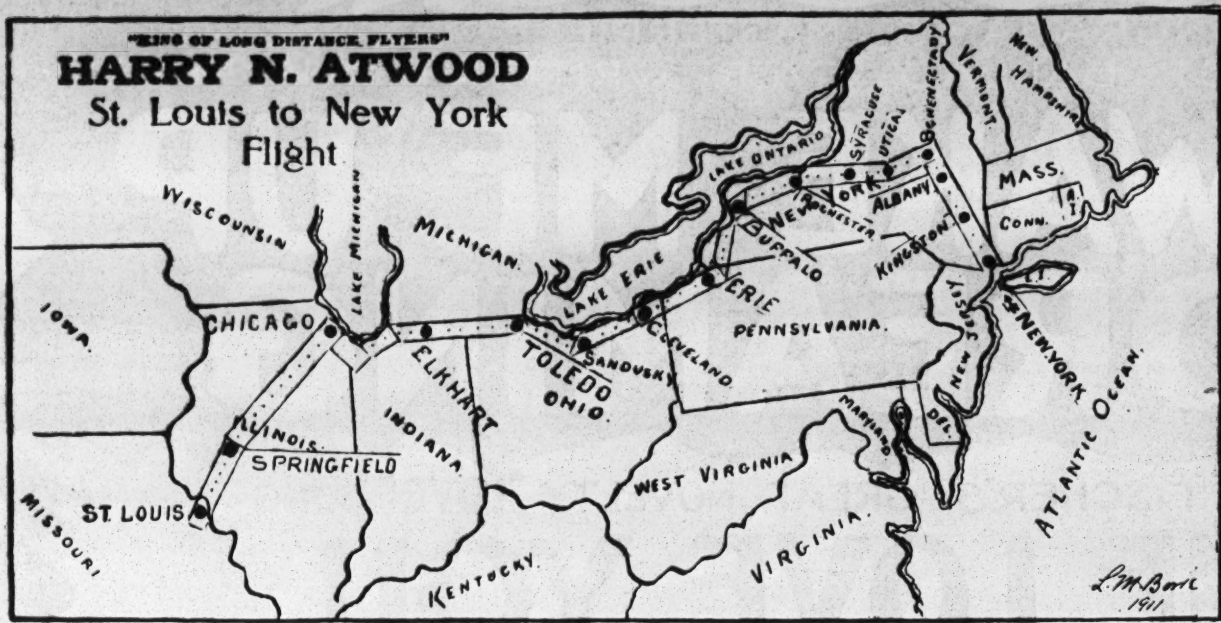 "KING OF LONG DISTANCE FLYERS"
HARRY N. ATWOOD
St. Louis to New York
Flight
WISCOUNSIN
LAKE MICHIGAN
MICHIGAN
LAKE ERIE
LAKE ONTARIO
SYRACUSE
UTICA
SCHENECTADY
VERMONT
NEW HAMPSHIRE
MASS.
CONN.
R.I
NEW YORK
ROCHESTER
ALBANY
KINGSTON
BUFFALO
ERIE
IOWA
CHICAGO
ELKHART
TOLEDO
SANDUSKY
CLEVELAND.
OHIO.
PENNSYLVANIA.
NEW JERSEY
NEW YORK
ATLANTIC OCEAN.
ILLINOIS.
SPRINGFIELD
INDIANA
ST. LOUIS
MISSOURI
KENTUCKY
WEST VIRGINIA
VIRGINIA.
MARYLAND
DEL.
1911